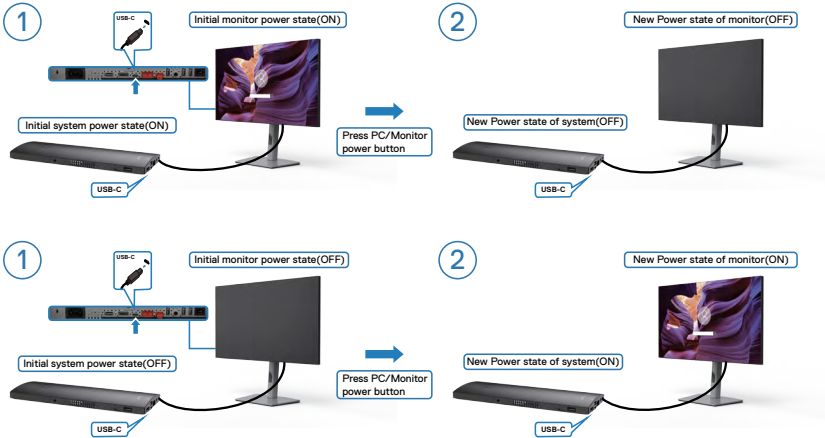 1
USB-C
Initial monitor power state(ON)
Initial system power state(ON)
USB-C
Press PC/Monitor
power button
2
New Power state of monitor(OFF)
New Power state of system(OFF)
USB-C
1
USB-C
Initial monitor power state(OFF)
Initial system power state(OFF)
USB-C
Press PC/Monitor
power button
2
New Power state of monitor(ON)
New Power state of system(ON)
USB-C